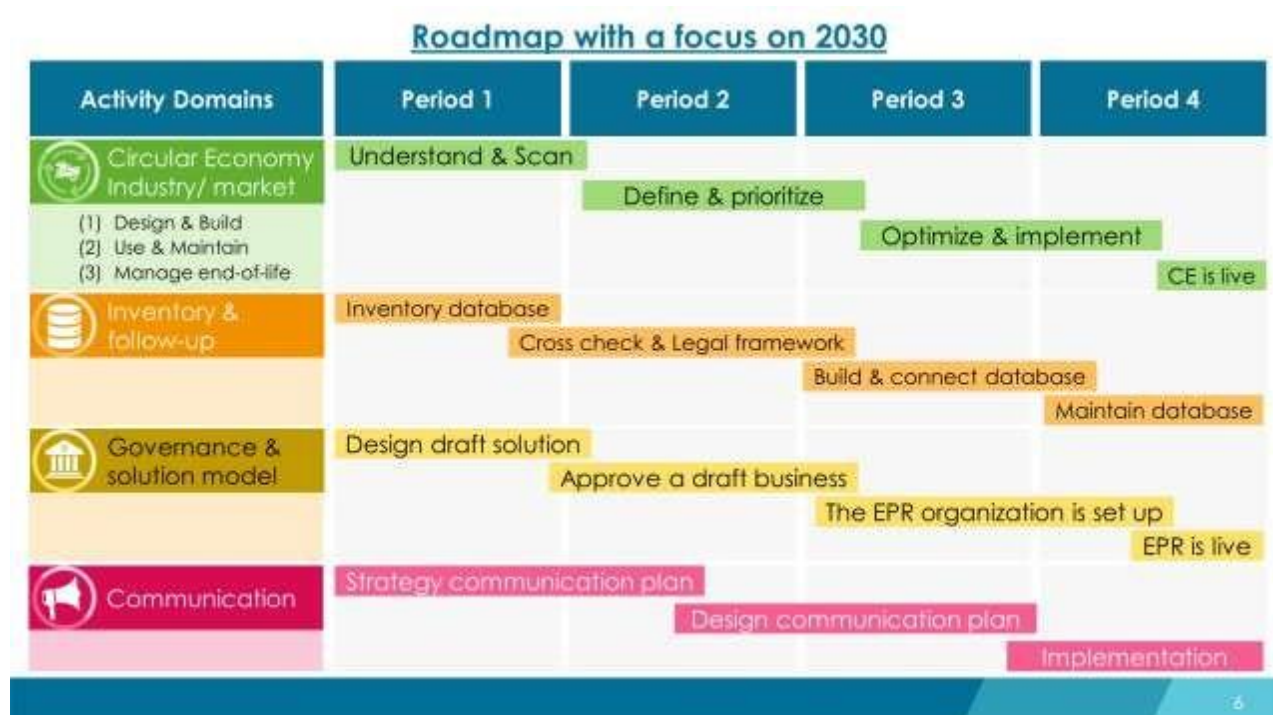 Roadmap with a focus on 2030
Activity Domains
Period 1
Period 2
Period 3
Period 4
Circular Economy
Industry/ market
(1) Design & Build
(2) Use & Maintain
(3) Manage end-of-life
Understand & Scan
Define & prioritize
Optimize & implement
CE is live
Inventory &
follow-up
Inventory database
Cross check & Legal framework
Build & connect database
Maintain database
Governance &
solution model
Design draft solution
Approve a draft business
The EPR organization is set up
EPR is live
Communication
Strategy communication plan
Design communication plan
Implementation
6